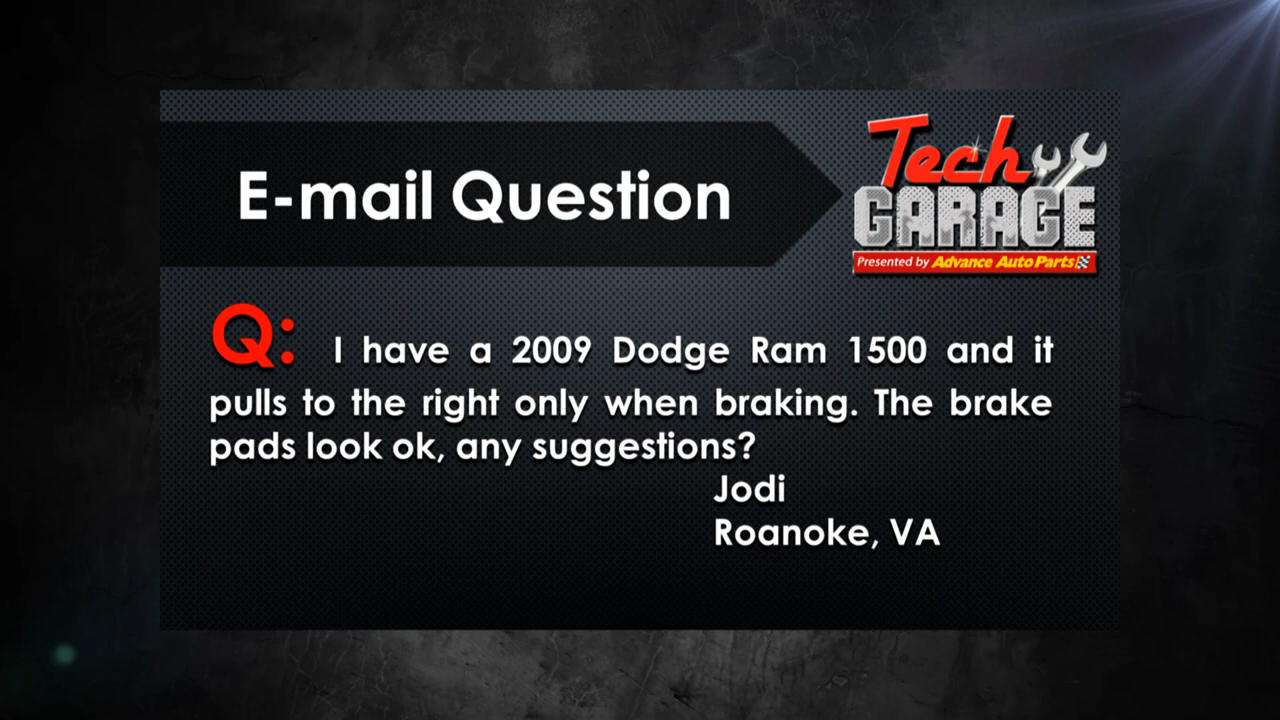 E-mail Question
Tech
GARAGE
Presented by Advance Auto Parts
Q: I have a 2009 Dodge Ram 1500 and it
pulls to the right only when braking. The brake
pads look ok, any suggestions?
Jodi
Roanoke, VA